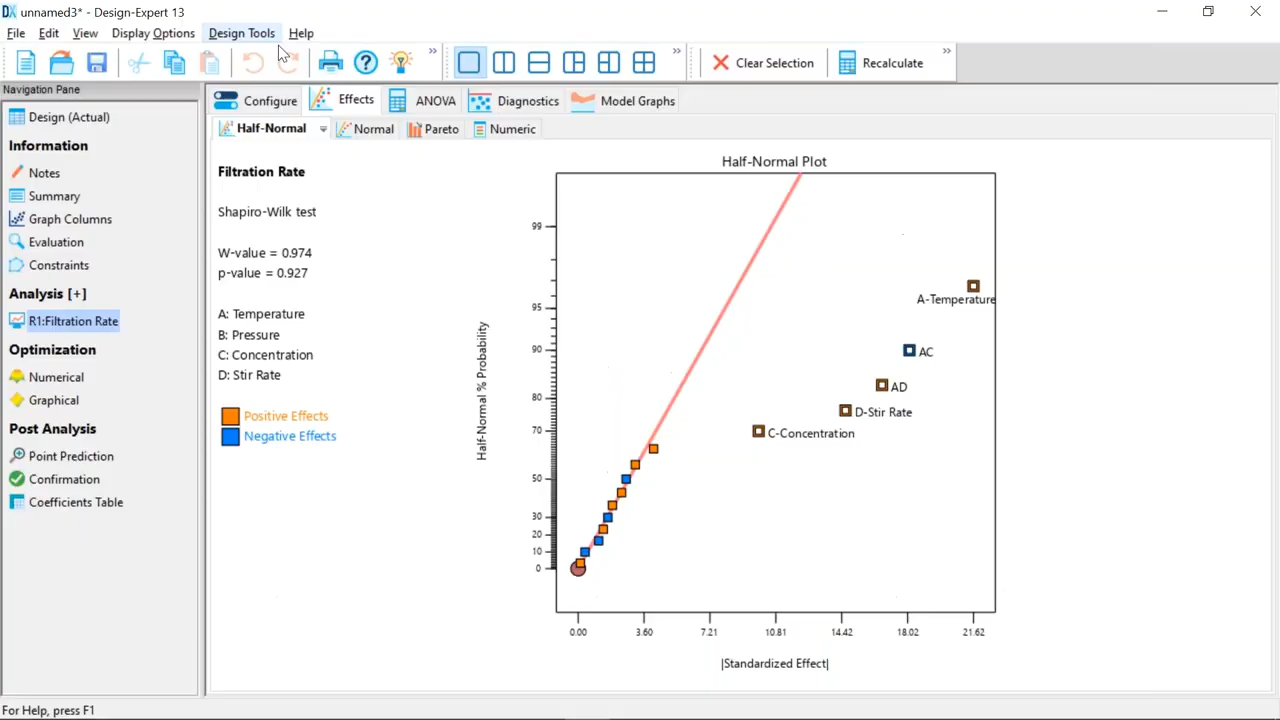 unnamed3* - Design-Expert 13
File Edit View Display Options Design Tools Help
Clear Selection
Recalculate
Navigation Pane
Design (Actual)
Information
Notes
Summary
Graph Columns
Evaluation
Constraints
Analysis [+]
R1:Filtration Rate
Optimization
Numerical
Graphical
Post Analysis
Point Prediction
Confirmation
Coefficients Table
Configure Effects ANOVA Diagnostics Model Graphs
Half-Normal Normal Pareto Numeric
Filtration Rate
Shapiro-Wilk test
W-value = 0.974
p-value = 0.927
A: Temperature
B: Pressure
C: Concentration
D: Stir Rate
Positive Effects
Negative Effects
Half-Normal Plot
Half-Normal % Probability
99
95
90
80
70
50
30
20
10
0
A-Temperature
AC
AD
D-Stir Rate
C-Concentration
0.00 3.60 7.21 10.81 14.42 18.02 21.62
|Standardized Effect|
For Help, press F1